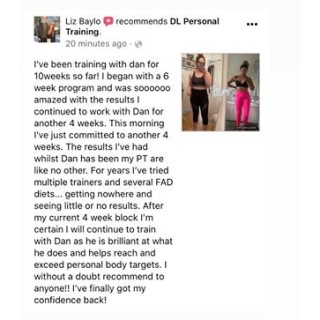 Liz Baylo recommends DL Personal
Training.
20 minutes ago
I've been training with dan for
10weeks so far! I began with a 6
week program and was soooooo
amazed with the results I
continued to work with Dan for
another 4 weeks. This morning
I've just committed to another 4
weeks. The results I've had
whilst Dan has been my PT are
like no other. For years I've tried
multiple trainers and several FAD
diets... getting nowhere and
seeing little or no results. After
my current 4 week block I'm
certain I will continue to train
with Dan as he is brilliant at what
he does and helps reach and
exceed personal body targets. I
without a doubt recommend to
anyone!! I've finally got my
confidence back!